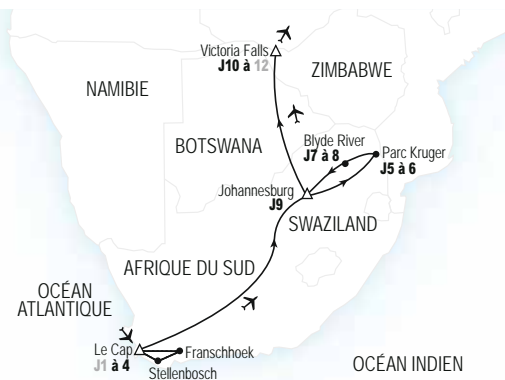 Victoria Falls
J10 à 12
ZIMBABWE
NAMIBIE
BOTSWANA
Blyde River
J7 à 8
Parc Kruger
J5 à 6
Johannesburg
J9
SWAZILAND
AFRIQUE DU SUD
OCÉAN
ATLANTIQUE
Le Cap
J1 à 4
Franschhoek
Stellenbosch
OCÉAN INDIEN